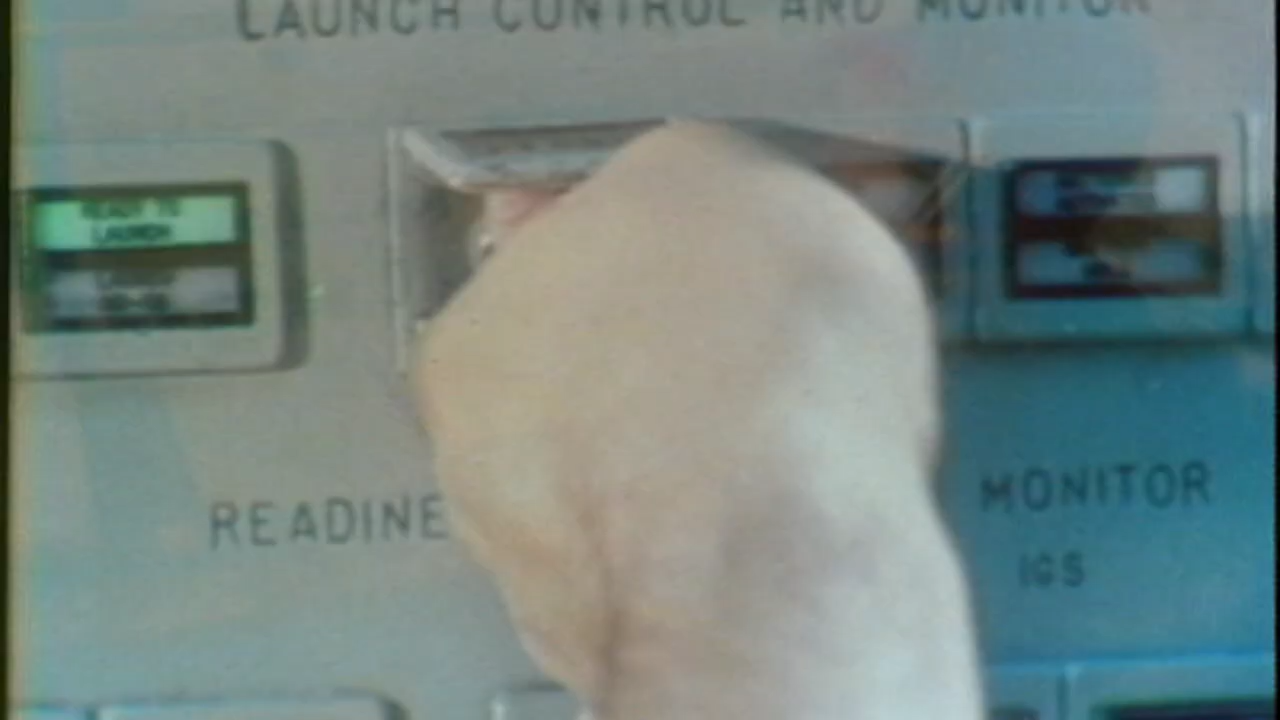 LAUNCH CONTROL AND MONITOR
READY TO
LAUNCH
READINE
MONITOR
IGS